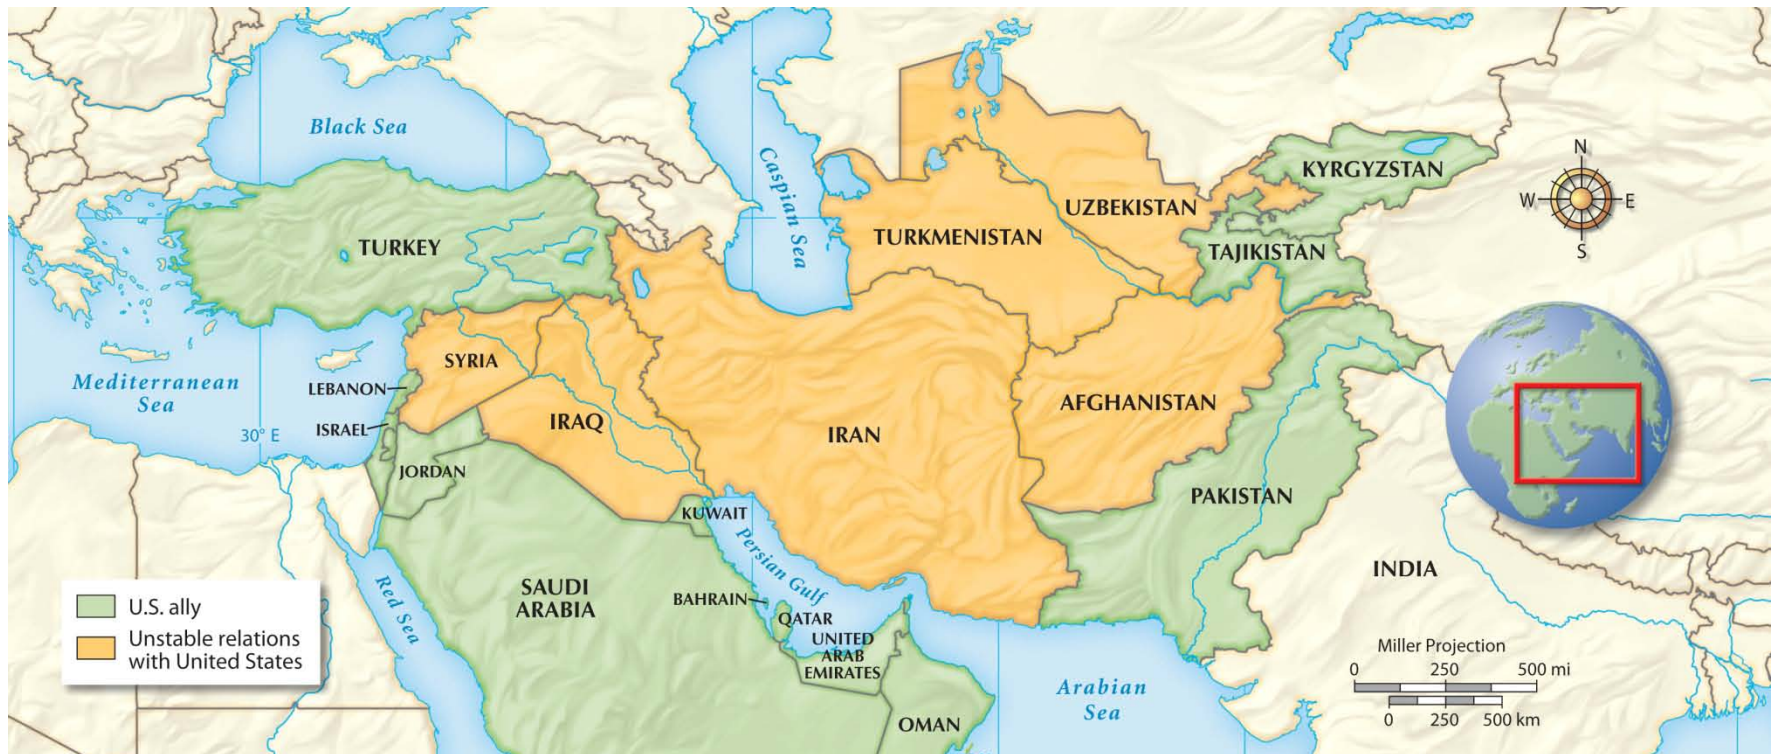 Black Sea
Caspian Sea
KYRGYZSTAN
N
W
E
S
UZBEKISTAN
TURKMENISTAN
TURKEY
TAJIKISTAN
SYRIA
Mediterranean
Sea
LEBANON
AFGHANISTAN
ISRAEL
30° E
IRAQ
IRAN
JORDAN
PAKISTAN
KUWAIT
Persian Gulf
INDIA
SAUDI
ARABIA
Red Sea
BAHRAIN
QATAR
UNITED
ARAB
EMIRATES
OMAN
Arabian
Sea
U.S. ally
Unstable relations
with United States
Miller Projection
0 250 500 mi
0 250 500 km